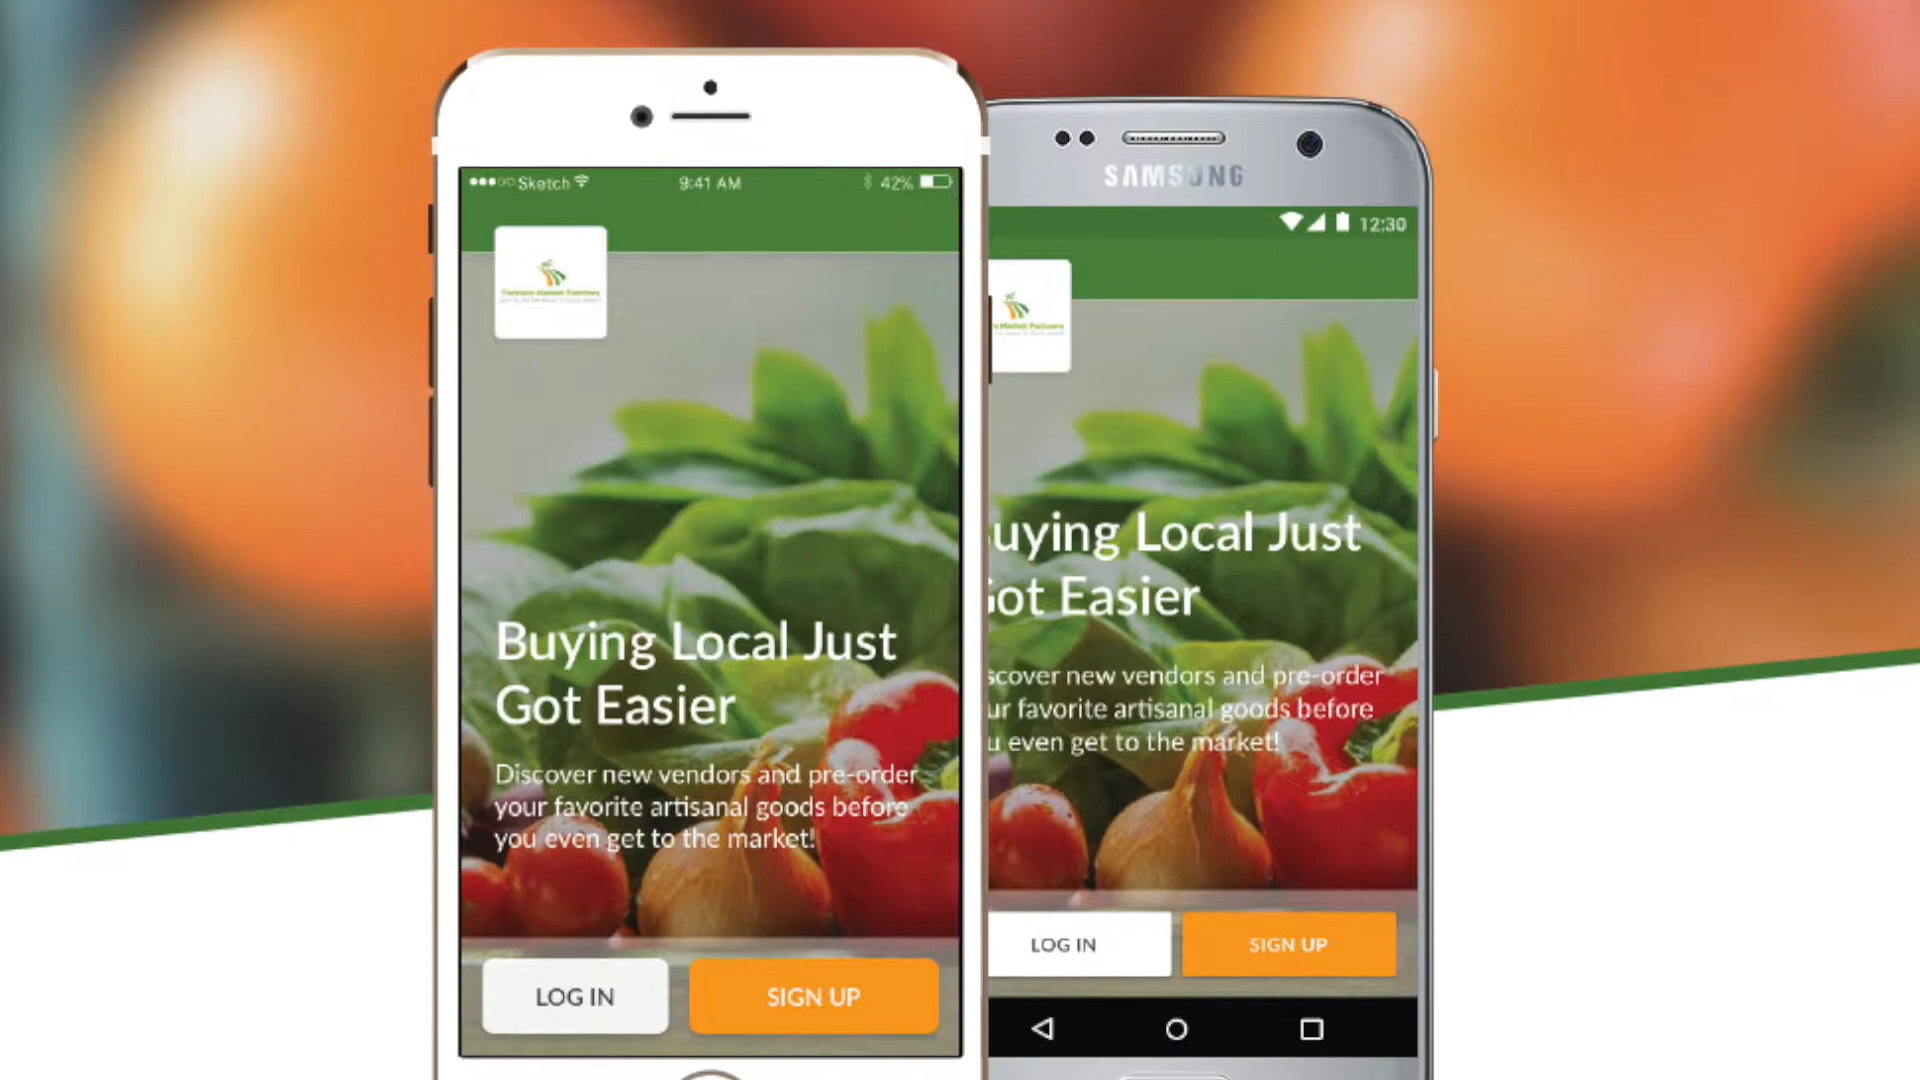 Sketch 9:41 AM 42%
Buying Local Just
Got Easier
Discover new vendors and pre-order
your favorite artisanal goods before
you even get to the market!
LOG IN SIGN UP
SAMSUNG
12:30
uying Local Just
ot Easier
scover new vendors and pre-order
ur favorite artisanal goods before
u even get to the market!
LOG IN SIGN UP